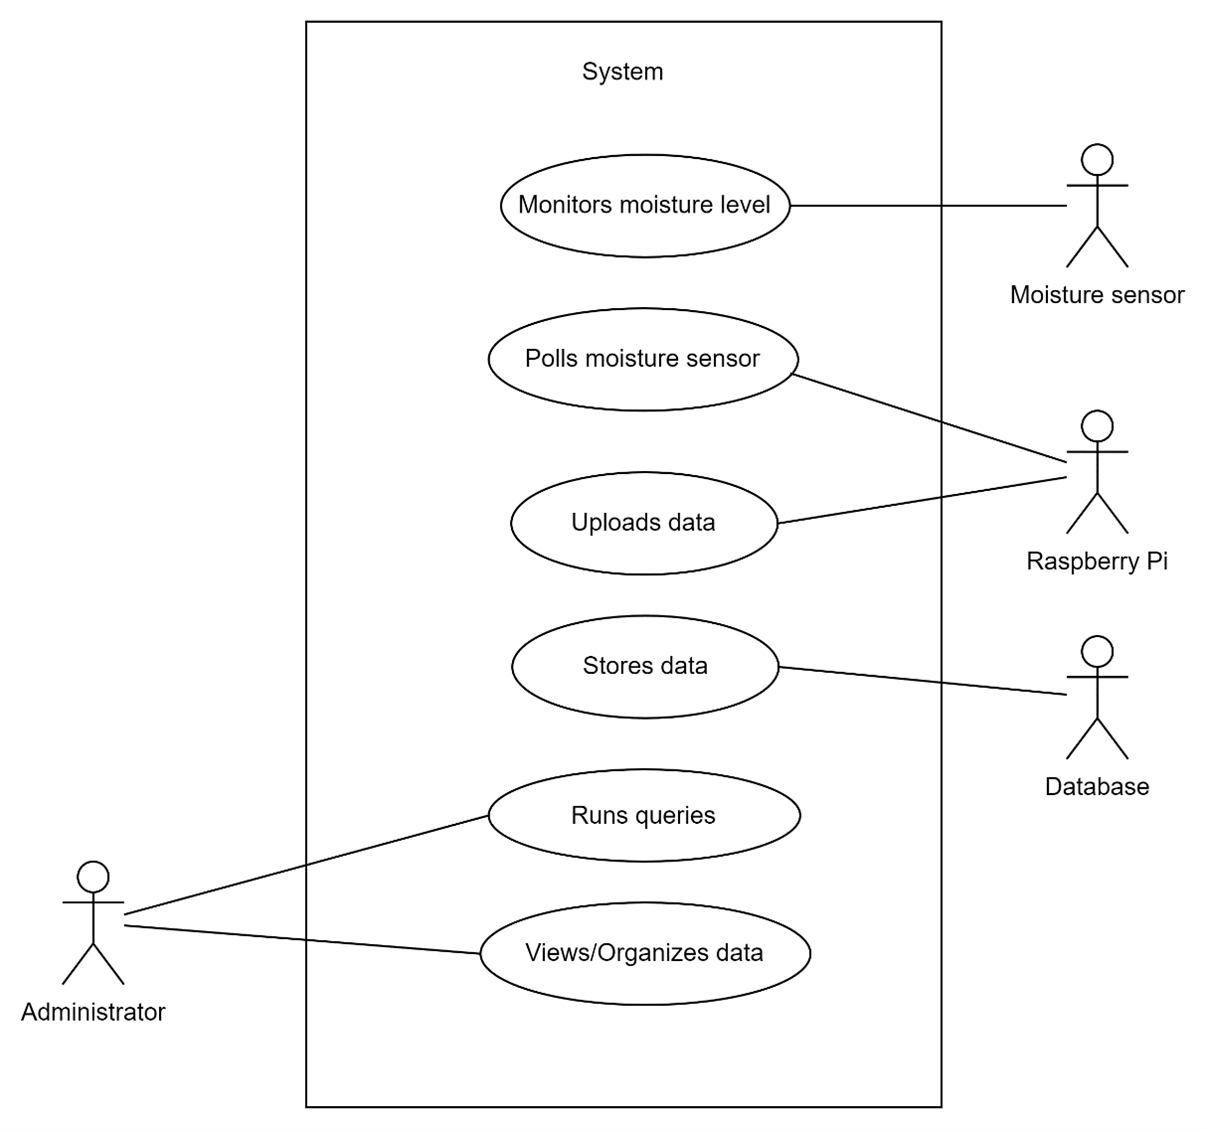 System
Monitors moisture level
Moisture sensor
Polls moisture sensor
Raspberry Pi
Uploads data
Stores data
Database
Runs queries
Administrator
Views/Organizes data